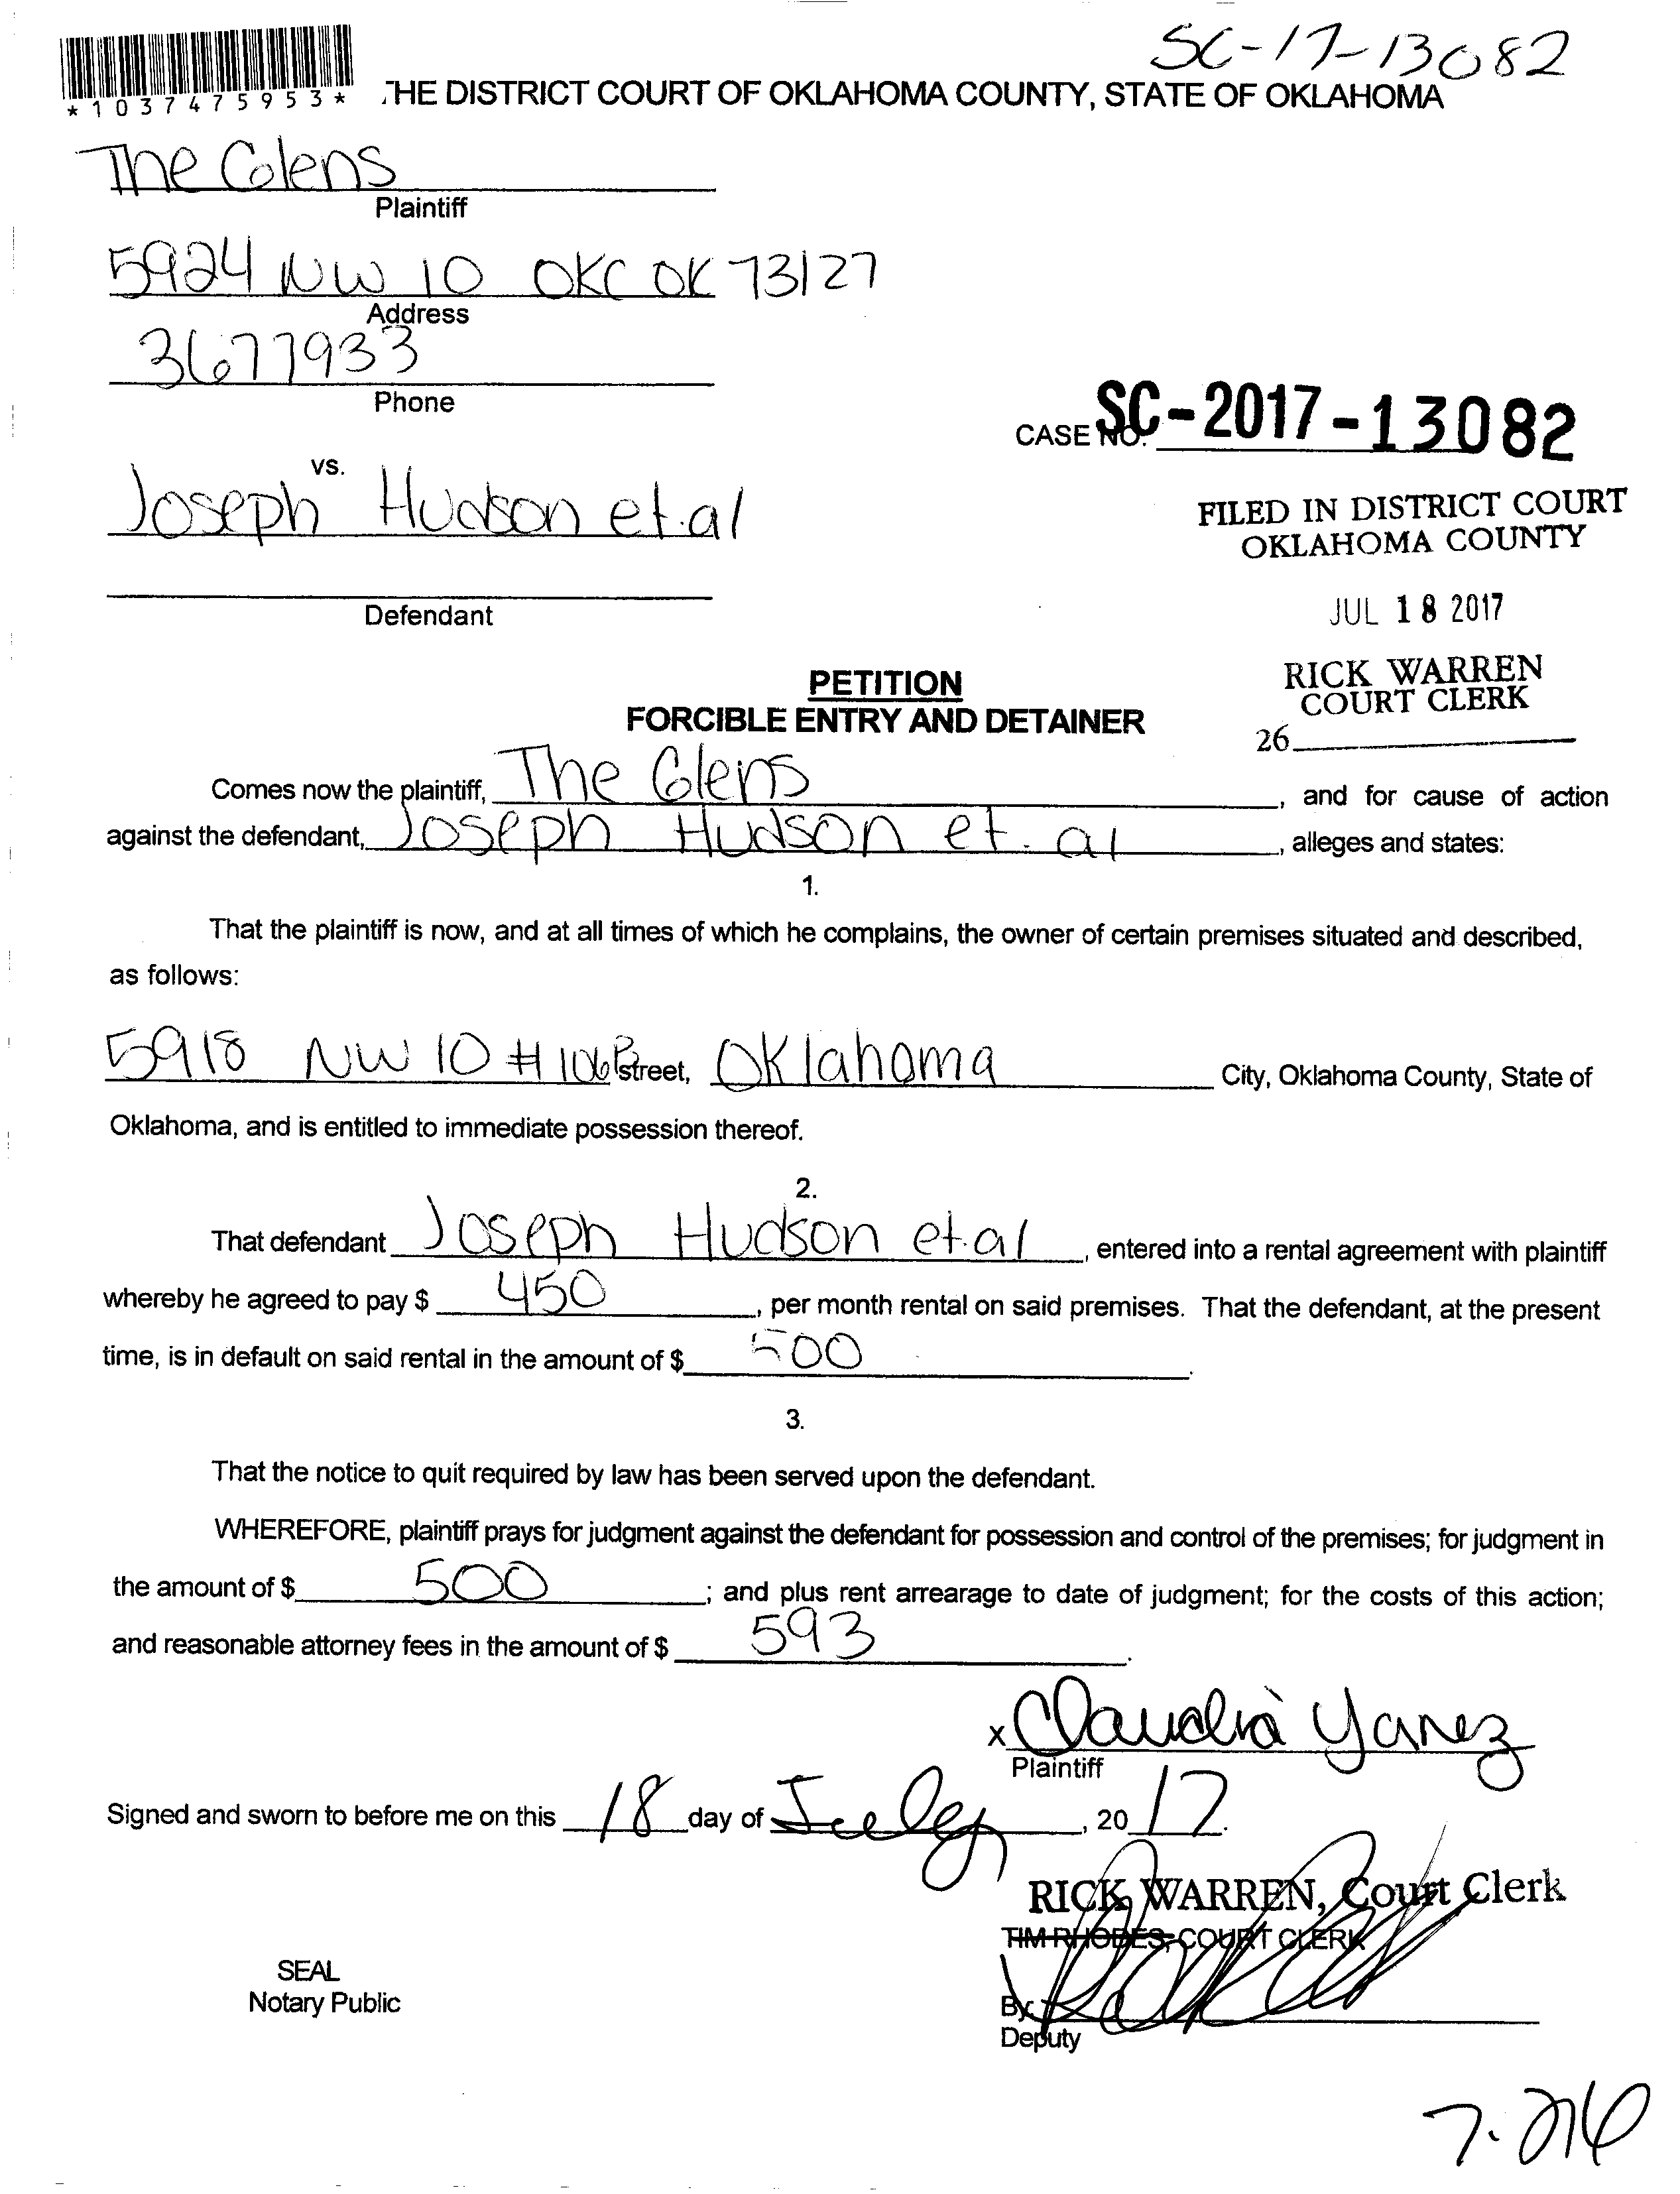 SC-17-13082
*1037475953*
THE DISTRICT COURT OF OKLAHOMA COUNTY, STATE OF OKLAHOMA
The Glens
Plaintiff
5924 NW 10 OKC OK 73127
Address
3677933
Phone
CASE NO. SC-2017-13082
vs.
Joseph Hudson et.al
FILED IN DISTRICT COURT
OKLAHOMA COUNTY
JUL 18 2017
Defendant
RICK WARREN
COURT CLERK
26
PETITION
FORCIBLE ENTRY AND DETAINER
Comes now the plaintiff, The Glens, and for cause of action
against the defendant, Joseph Hudson et. al, alleges and states:
1.
That the plaintiff is now, and at all times of which he complains, the owner of certain premises situated and described,
as follows:
5918 NW 10 # 106B street, Oklahoma City, Oklahoma County, State of
Oklahoma, and is entitled to immediate possession thereof.
2.
That defendant Joseph Hudson et.al, entered into a rental agreement with plaintiff
whereby he agreed to pay $ 450, per month rental on said premises. That the defendant, at the present
time, is in default on said rental in the amount of $ 500.
3.
That the notice to quit required by law has been served upon the defendant.
WHEREFORE, plaintiff prays for judgment against the defendant for possession and control of the premises; for judgment in
the amount of $ 500; and plus rent arrearage to date of judgment; for the costs of this action;
and reasonable attorney fees in the amount of $ 593.
x Claudia Yanez
Plaintiff
Signed and sworn to before me on this 18 day of July, 20 17.
RICK WARREN, Court Clerk
TIM RHODES, COURT CLERK
SEAL
Notary Public
By:
Deputy
7-26